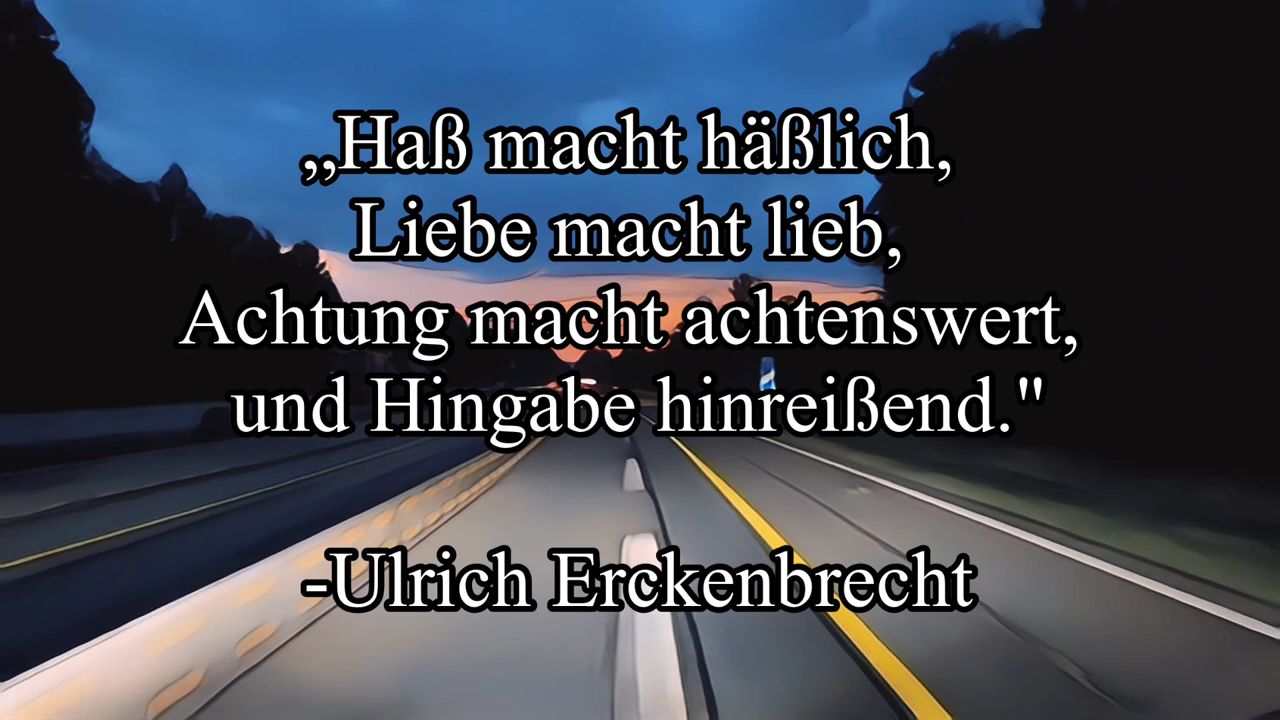 ,,Haß macht häßlich,
Liebe macht lieb,
Achtung macht achtenswert,
und Hingabe hinreißend."
-Ulrich Erckenbrecht